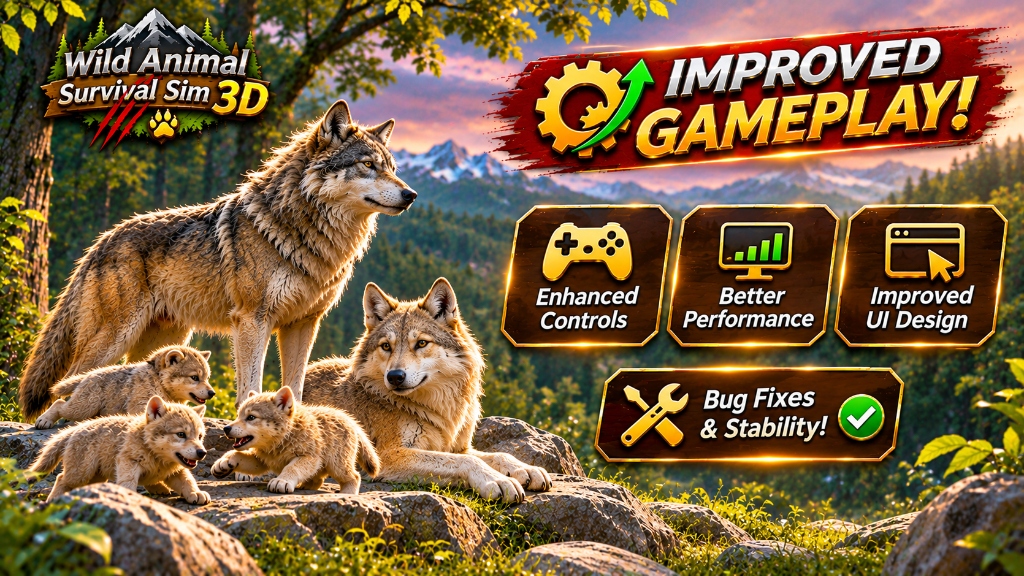 Wild Animal
Survival Sim
3D
IMPROVED
GAMEPLAY!
Enhanced
Controls
Better
Performance
Improved
UI Design
Bug Fixes
& Stability!